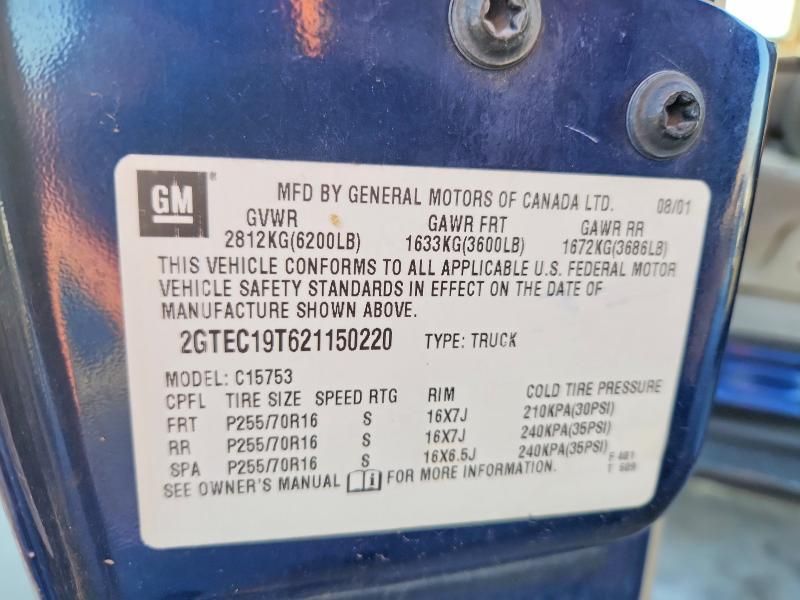 GM
MFD BY GENERAL MOTORS OF CANADA LTD. 08/01
GVWR GAWR FRT GAWR RR
2812KG(6200LB) 1633KG(3600LB) 1672KG(3686LB)
THIS VEHICLE CONFORMS TO ALL APPLICABLE U.S. FEDERAL MOTOR
VEHICLE SAFETY STANDARDS IN EFFECT ON THE DATE OF
MANUFACTURE SHOWN ABOVE.
2GTEC19T621150220 TYPE: TRUCK
MODEL: C15753
CPFL TIRE SIZE SPEED RTG RIM COLD TIRE PRESSURE
FRT P255/70R16 S 16X7J 210KPA(30PSI)
RR P255/70R16 S 16X7J 240KPA(35PSI)
SPA P255/70R16 S 16X6.5J 240KPA(35PSI)
SEE OWNER'S MANUAL FOR MORE INFORMATION.